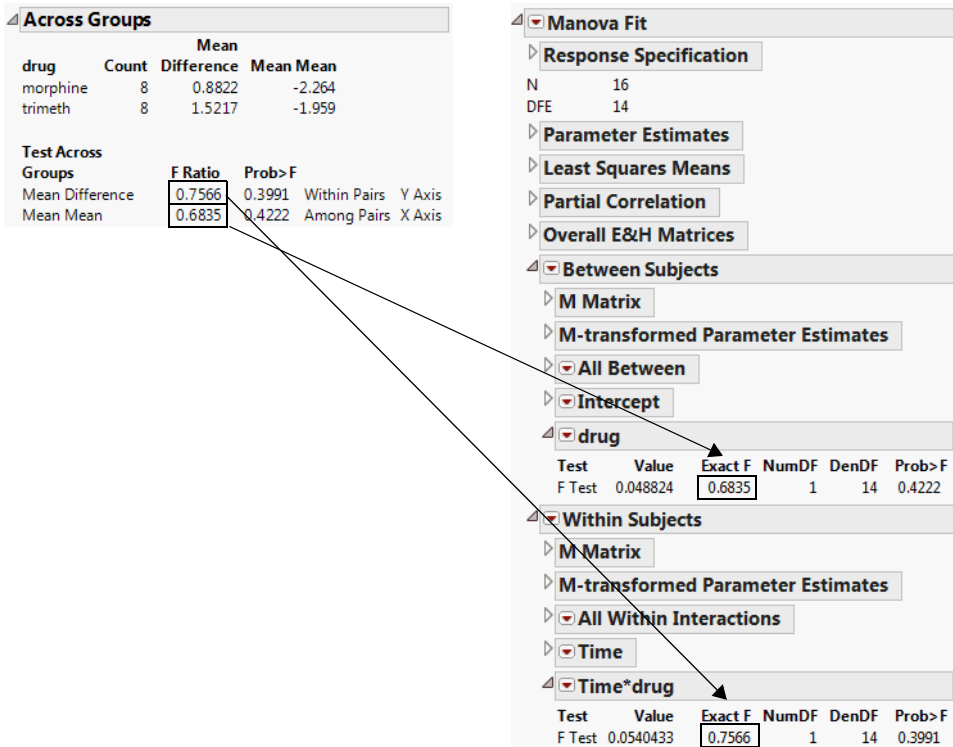 Across Groups
Mean
drug Count Difference Mean Mean
morphine 8 0.8822 -2.264
trimeth 8 1.5217 -1.959
Test Across
Groups F Ratio Prob>F
Mean Difference 0.7566 0.3991 Within Pairs Y Axis
Mean Mean 0.6835 0.4222 Among Pairs X Axis
Manova Fit
Response Specification
N 16
DFE 14
Parameter Estimates
Least Squares Means
Partial Correlation
Overall E&H Matrices
Between Subjects
M Matrix
M-transformed Parameter Estimates
All Between
Intercept
drug
Test Value Exact F NumDF DenDF Prob>F
F Test 0.048824 0.6835 1 14 0.4222
Within Subjects
M Matrix
M-transformed Parameter Estimates
All Within Interactions
Time
Time*drug
Test Value Exact F NumDF DenDF Prob>F
F Test 0.0540433 0.7566 1 14 0.3991